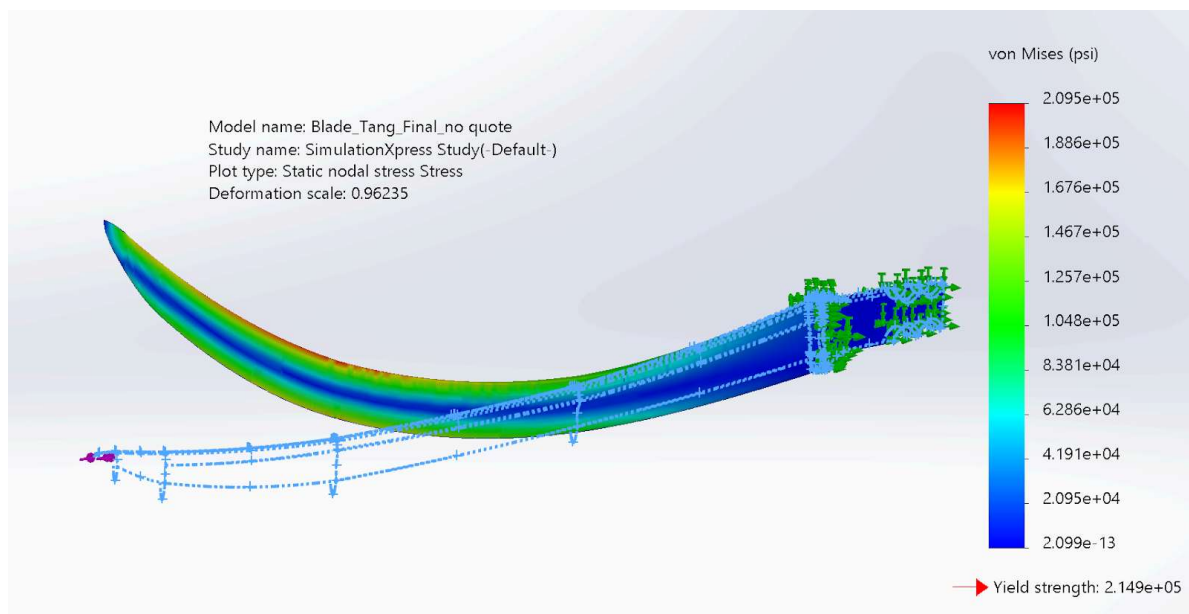 Model name: Blade_Tang_Final_no quote
Study name: SimulationXpress Study(-Default-)
Plot type: Static nodal stress Stress
Deformation scale: 0.96235
von Mises (psi)
2.095e+05
1.886e+05
1.676e+05
1.467e+05
1.257e+05
1.048e+05
8.381e+04
6.286e+04
4.191e+04
2.095e+04
2.099e-13
Yield strength: 2.149e+05